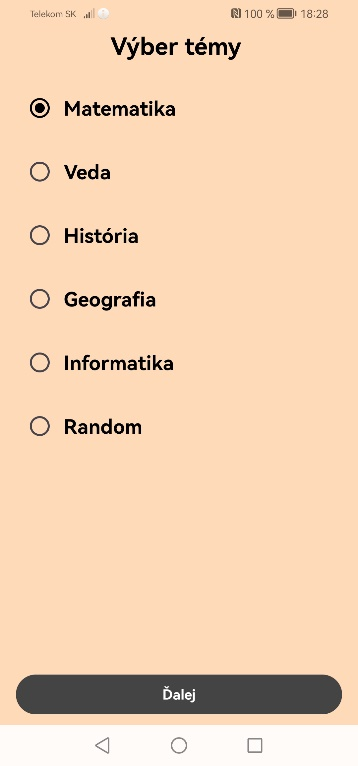 Telekom SK 100 % 18:28
Výber témy
Matematika
Veda
História
Geografia
Informatika
Random
Ďalej